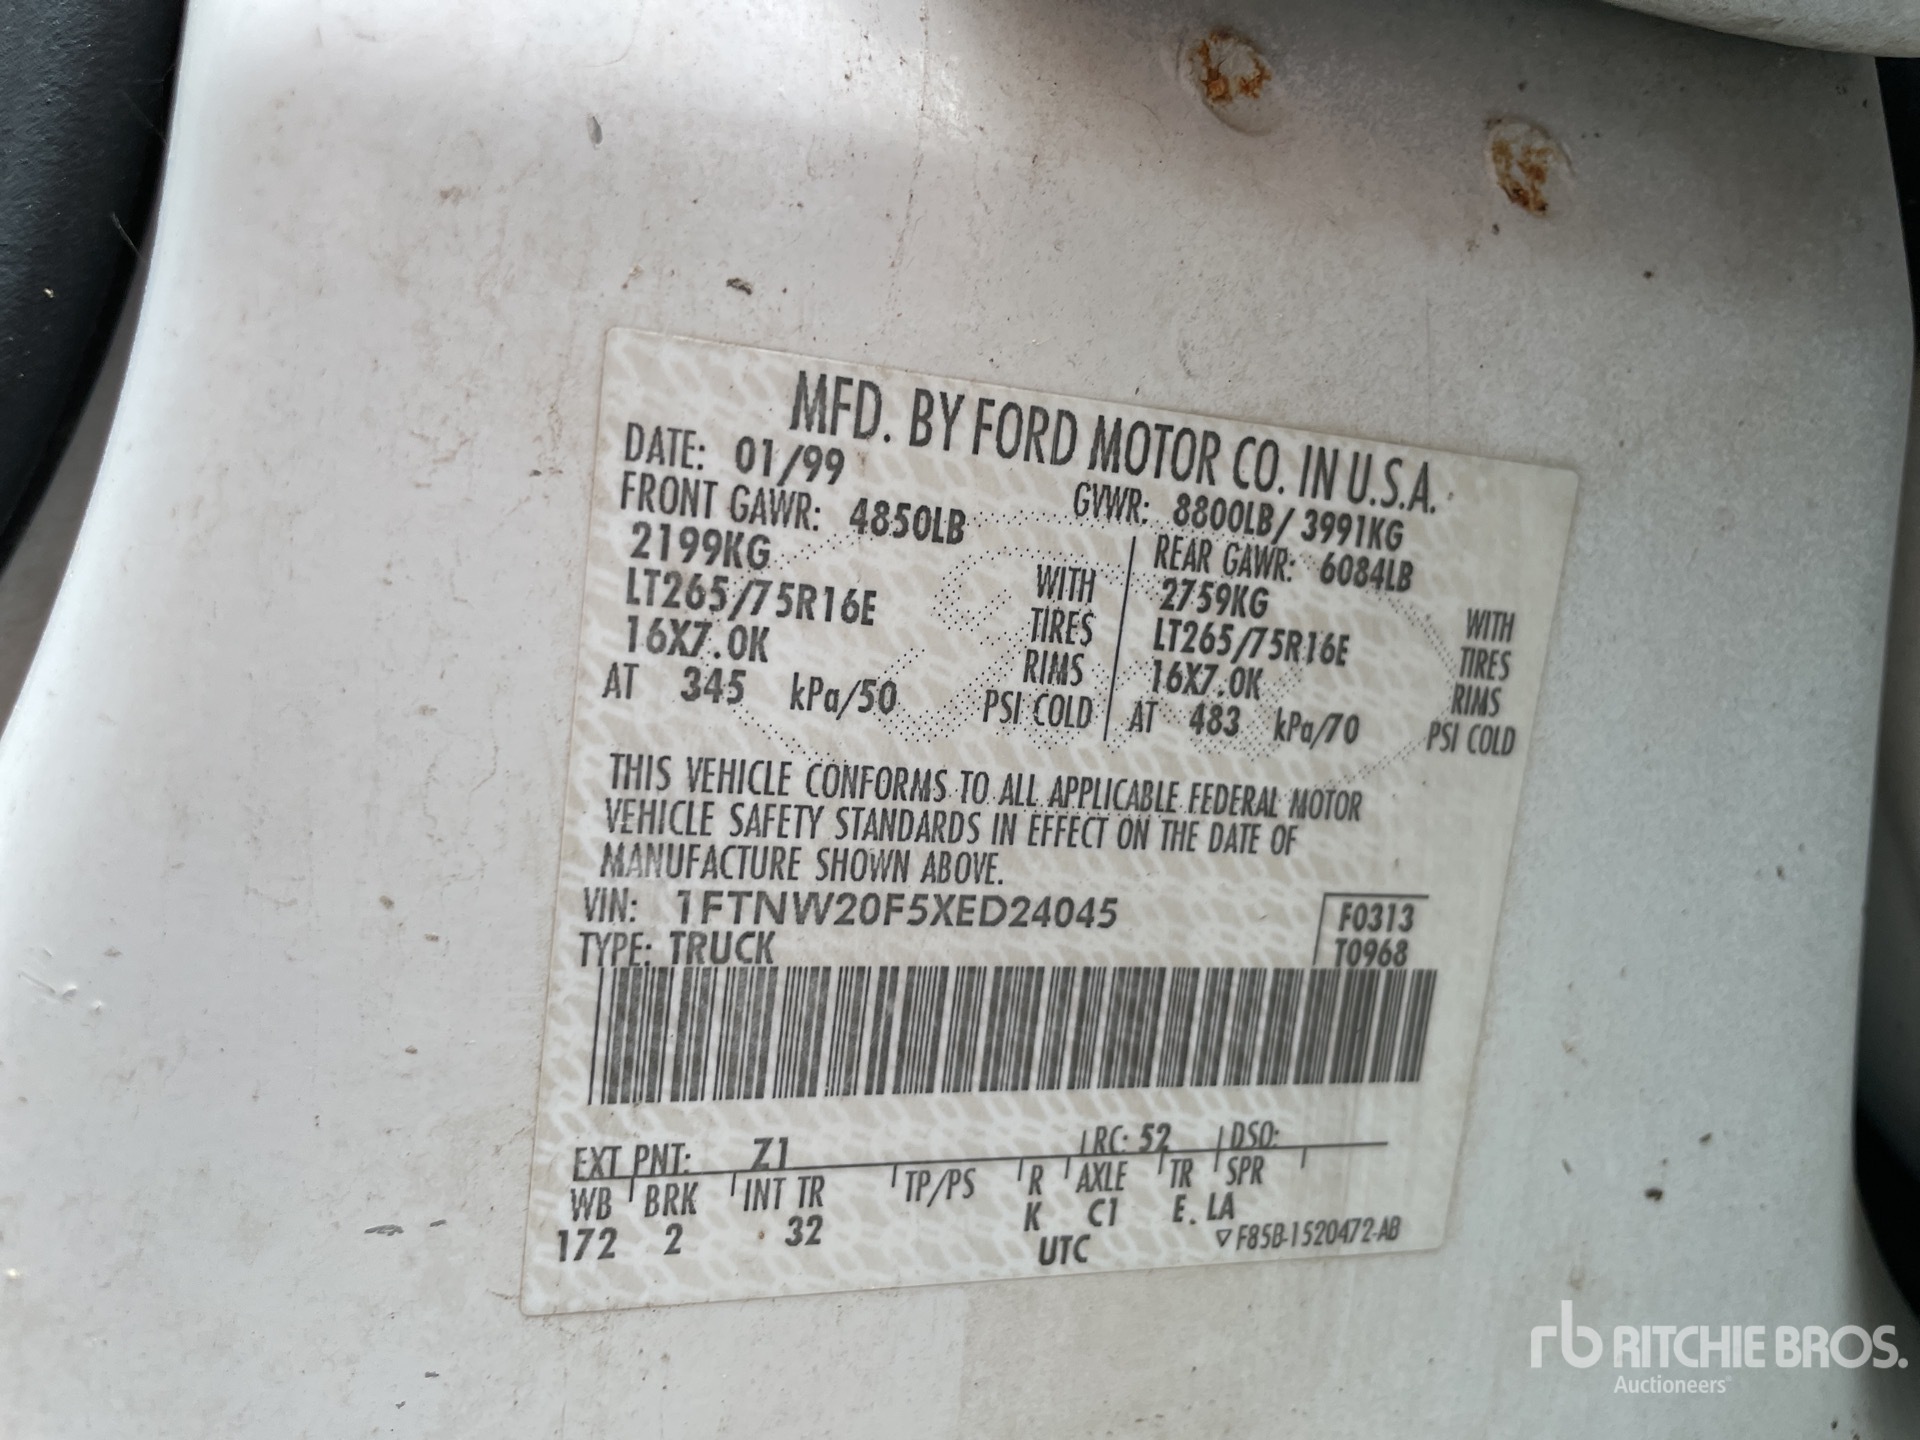 MFD. BY FORD MOTOR CO. IN U.S.A.
DATE: 01/99 GVWR: 8800LB/ 3991KG
FRONT GAWR: 4850LB REAR GAWR: 6084LB
2199KG WITH 2759KG WITH
LT265/75R16E TIRES LT265/75R16E TIRES
16X7.0K RIMS 16X7.0K RIMS
AT 345 kPa/50 PSI COLD AT 483 kPa/70 PSI COLD
THIS VEHICLE CONFORMS TO ALL APPLICABLE FEDERAL MOTOR
VEHICLE SAFETY STANDARDS IN EFFECT ON THE DATE OF
MANUFACTURE SHOWN ABOVE.
VIN: 1FTNW20F5XED24045 F0313
TYPE: TRUCK T0968
EXT PNT: Z1 RC: 52 DSO:
WB BRK INT TR TP/PS R AXLE TR SPR
172 2 32 K C1 E. LA
UTC ▽ F85B-1520472-AB
rb RITCHIE BROS.
Auctioneers